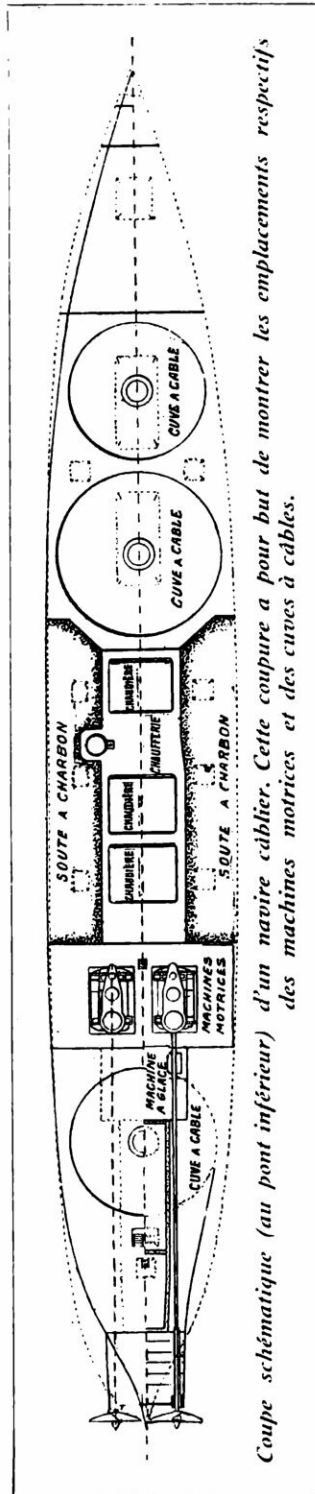 SOUTE A CHARBON
CUVE A CABLE
CUVE A CABLE
CHAUDIÈRE
CHAUDIÈRE
CHAUDIÈRE
CHAUFFERIE
SOUTE A CHARBON
MACHINES
MOTRICES
MACHINE
A GLACE
CUVE A CABLE
Coupe schématique (au pont inférieur) d'un navire câblier. Cette coupure a pour but de montrer les emplacements respectifs
des machines motrices et des cuves à câbles.